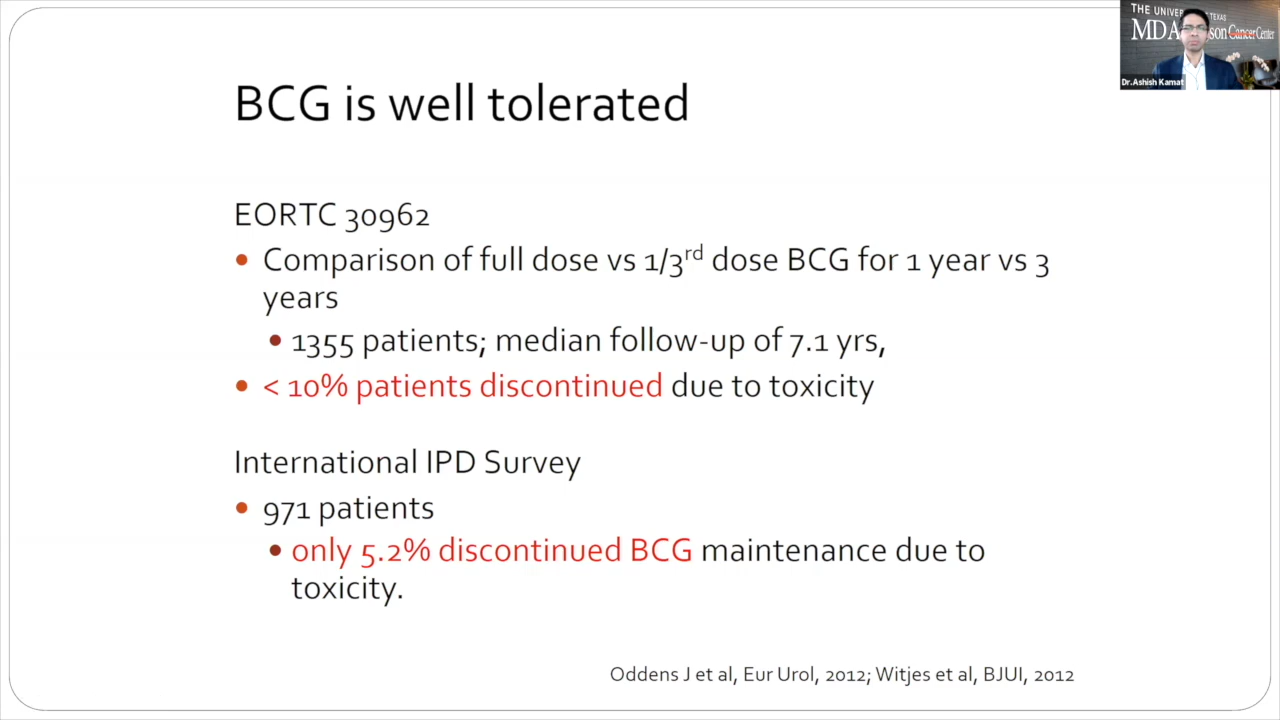 THE UNIVE TEXAS
MD A son Cancer Center
Dr.Ashish Kamat
BCG is well tolerated
EORTC 30962
• Comparison of full dose vs 1/3rd dose BCG for 1 year vs 3
years
• 1355 patients; median follow-up of 7.1 yrs,
• < 10% patients discontinued due to toxicity
International IPD Survey
• 971 patients
• only 5.2% discontinued BCG maintenance due to
toxicity.
Oddens J et al, Eur Urol, 2012; Witjes et al, BJUI, 2012